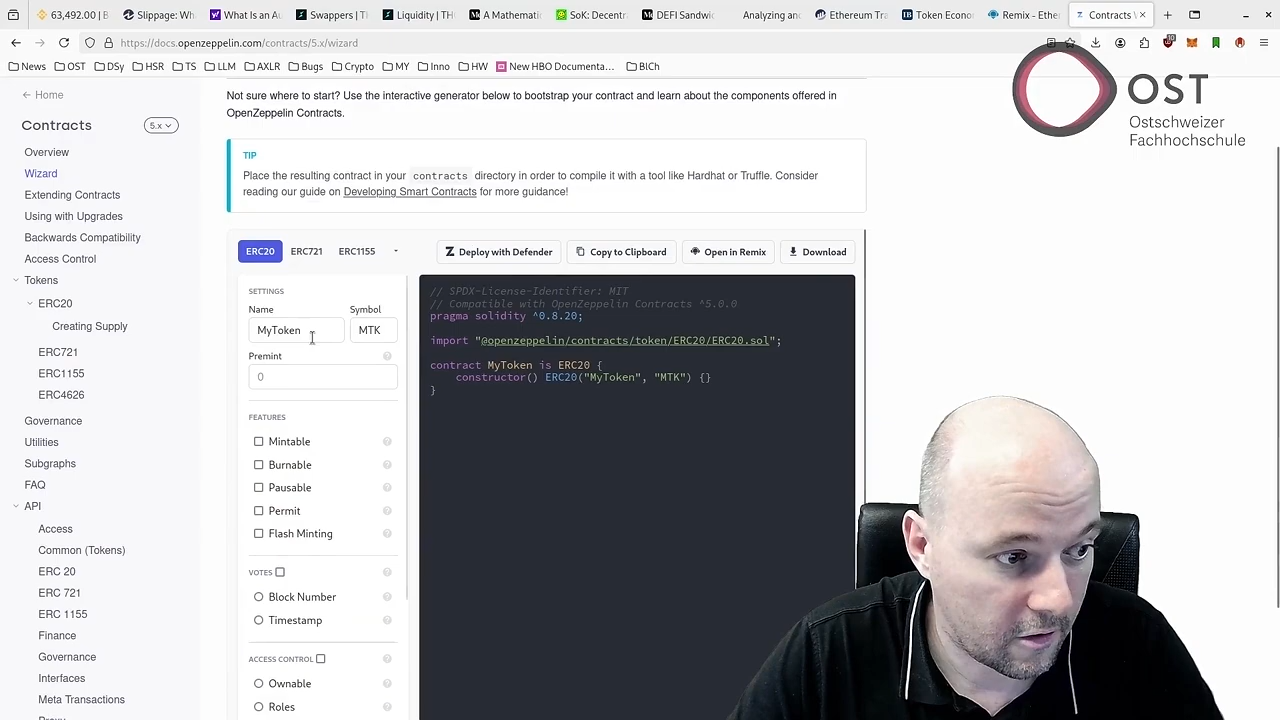 63,492.00 | B
Slippage: Wh
What Is an Au
Swappers | T
Liquidity | TH
A Mathemati
SoK: Decentr
DEFI Sandwi
Analyzing an
Ethereum Tra
Token Econo
Remix - Ethe
Contracts W
https://docs.openzeppelin.com/contracts/5.x/wizard
News
OST
DSy
HSR
TS
LLM
AXLR
Bugs
Crypto
MY
Inno
HW
New HBO Documenta…
BICh
OST
Ostschweizer
Fachhochschule
Home
Contracts
5.x
Overview
Wizard
Extending Contracts
Using with Upgrades
Backwards Compatibility
Access Control
Tokens
ERC20
Creating Supply
ERC721
ERC1155
ERC4626
Governance
Utilities
Subgraphs
FAQ
API
Access
Common (Tokens)
ERC 20
ERC 721
ERC 1155
Finance
Governance
Interfaces
Meta Transactions
Proxy
Not sure where to start? Use the interactive generator below to bootstrap your contract and learn about the components offered in
OpenZeppelin Contracts.
TIP
Place the resulting contract in your contracts directory in order to compile it with a tool like Hardhat or Truffle. Consider
reading our guide on Developing Smart Contracts for more guidance!
ERC20 ERC721 ERC1155
Deploy with Defender
Copy to Clipboard
Open in Remix
Download
SETTINGS
Name Symbol
MyToken MTK
Premint
0
FEATURES
Mintable
Burnable
Pausable
Permit
Flash Minting
VOTES
Block Number
Timestamp
ACCESS CONTROL
Ownable
Roles
// SPDX-License-Identifier: MIT
// Compatible with OpenZeppelin Contracts ^5.0.0
pragma solidity ^0.8.20;
import "@openzeppelin/contracts/token/ERC20/ERC20.sol";
contract MyToken is ERC20 {
constructor() ERC20("MyToken", "MTK") {}
}